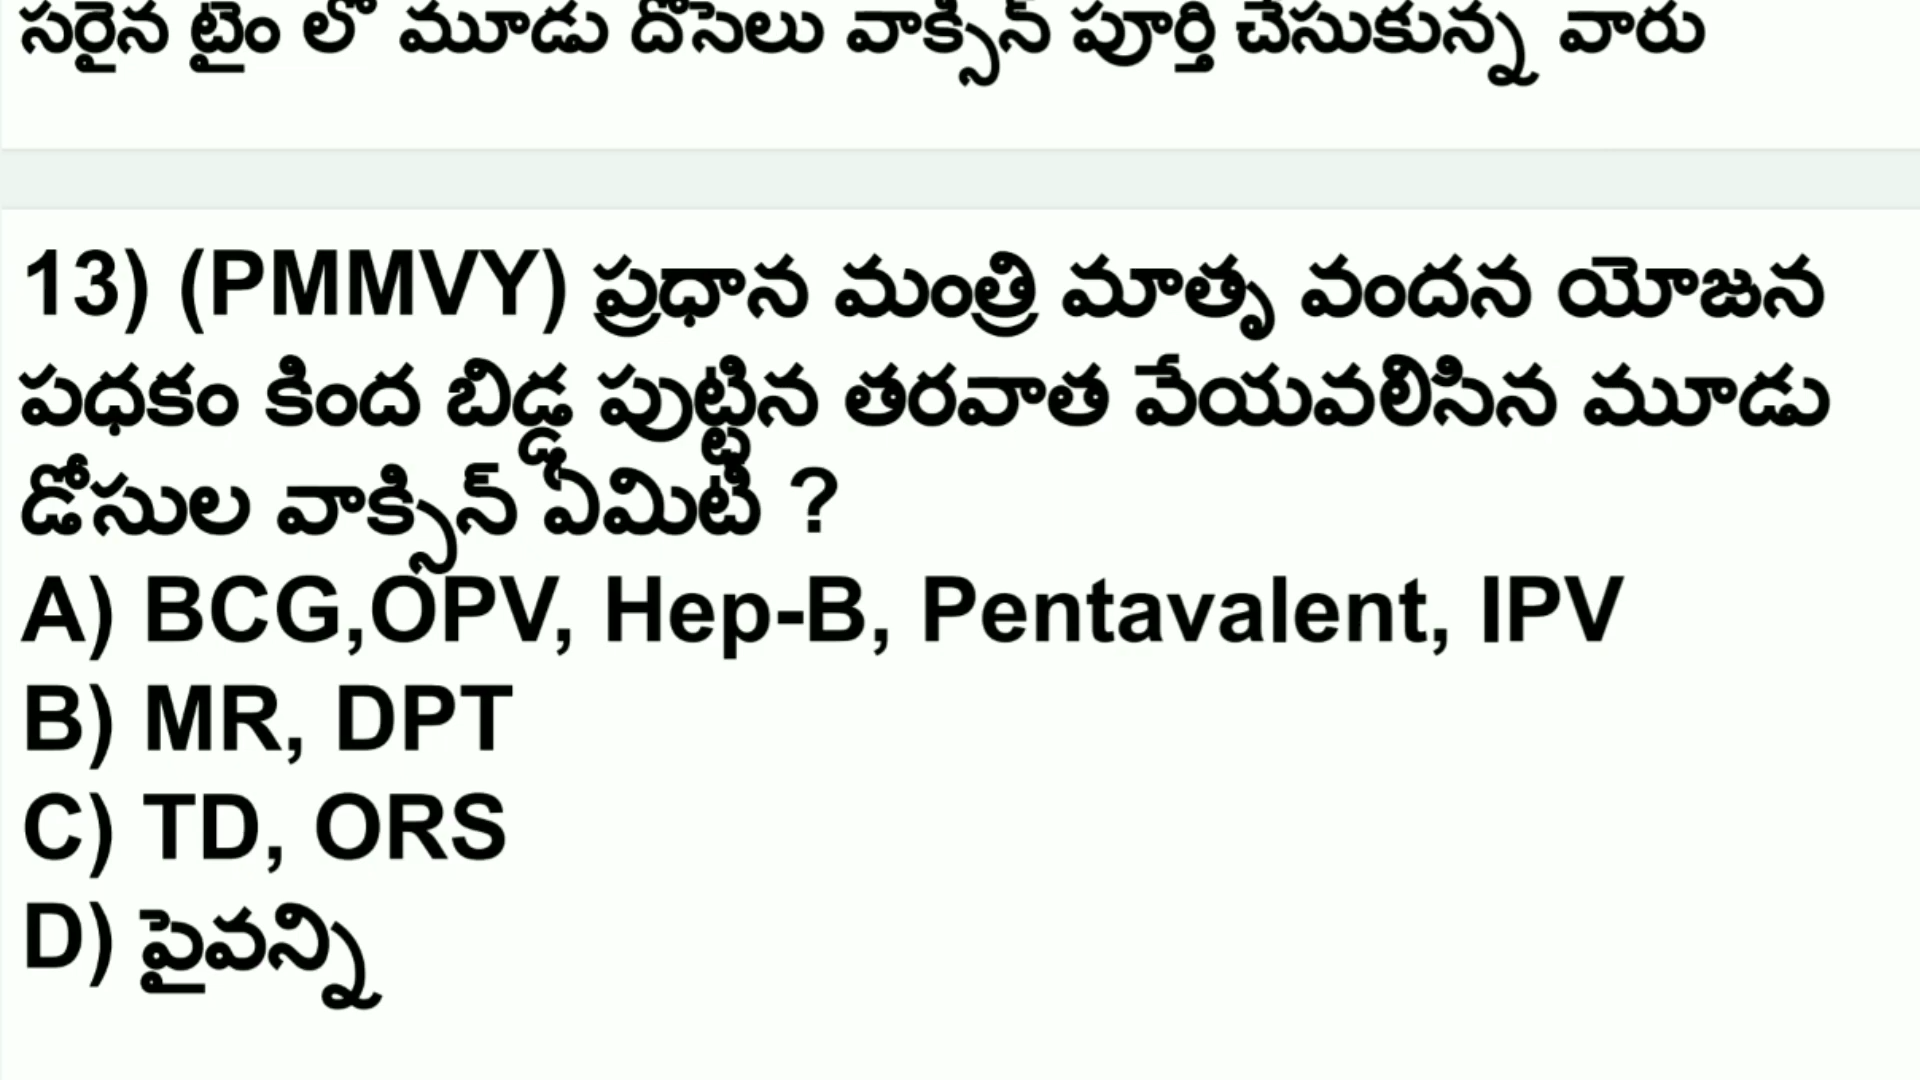 సరైన టైం లో మూడు దోసెలు వాక్సిన్ పూర్తి చేసుకున్న వారు
13) (PMMVY) ప్రధాన మంత్రి మాతృ వందన యోజన
పధకం కింద బిడ్డ పుట్టిన తరవాత వేయవలిసిన మూడు
డోసుల వాక్సిన్ ఏమిటి ?
A) BCG,OPV, Hep-B, Pentavalent, IPV
B) MR, DPT
C) TD, ORS
D) పైవన్ని